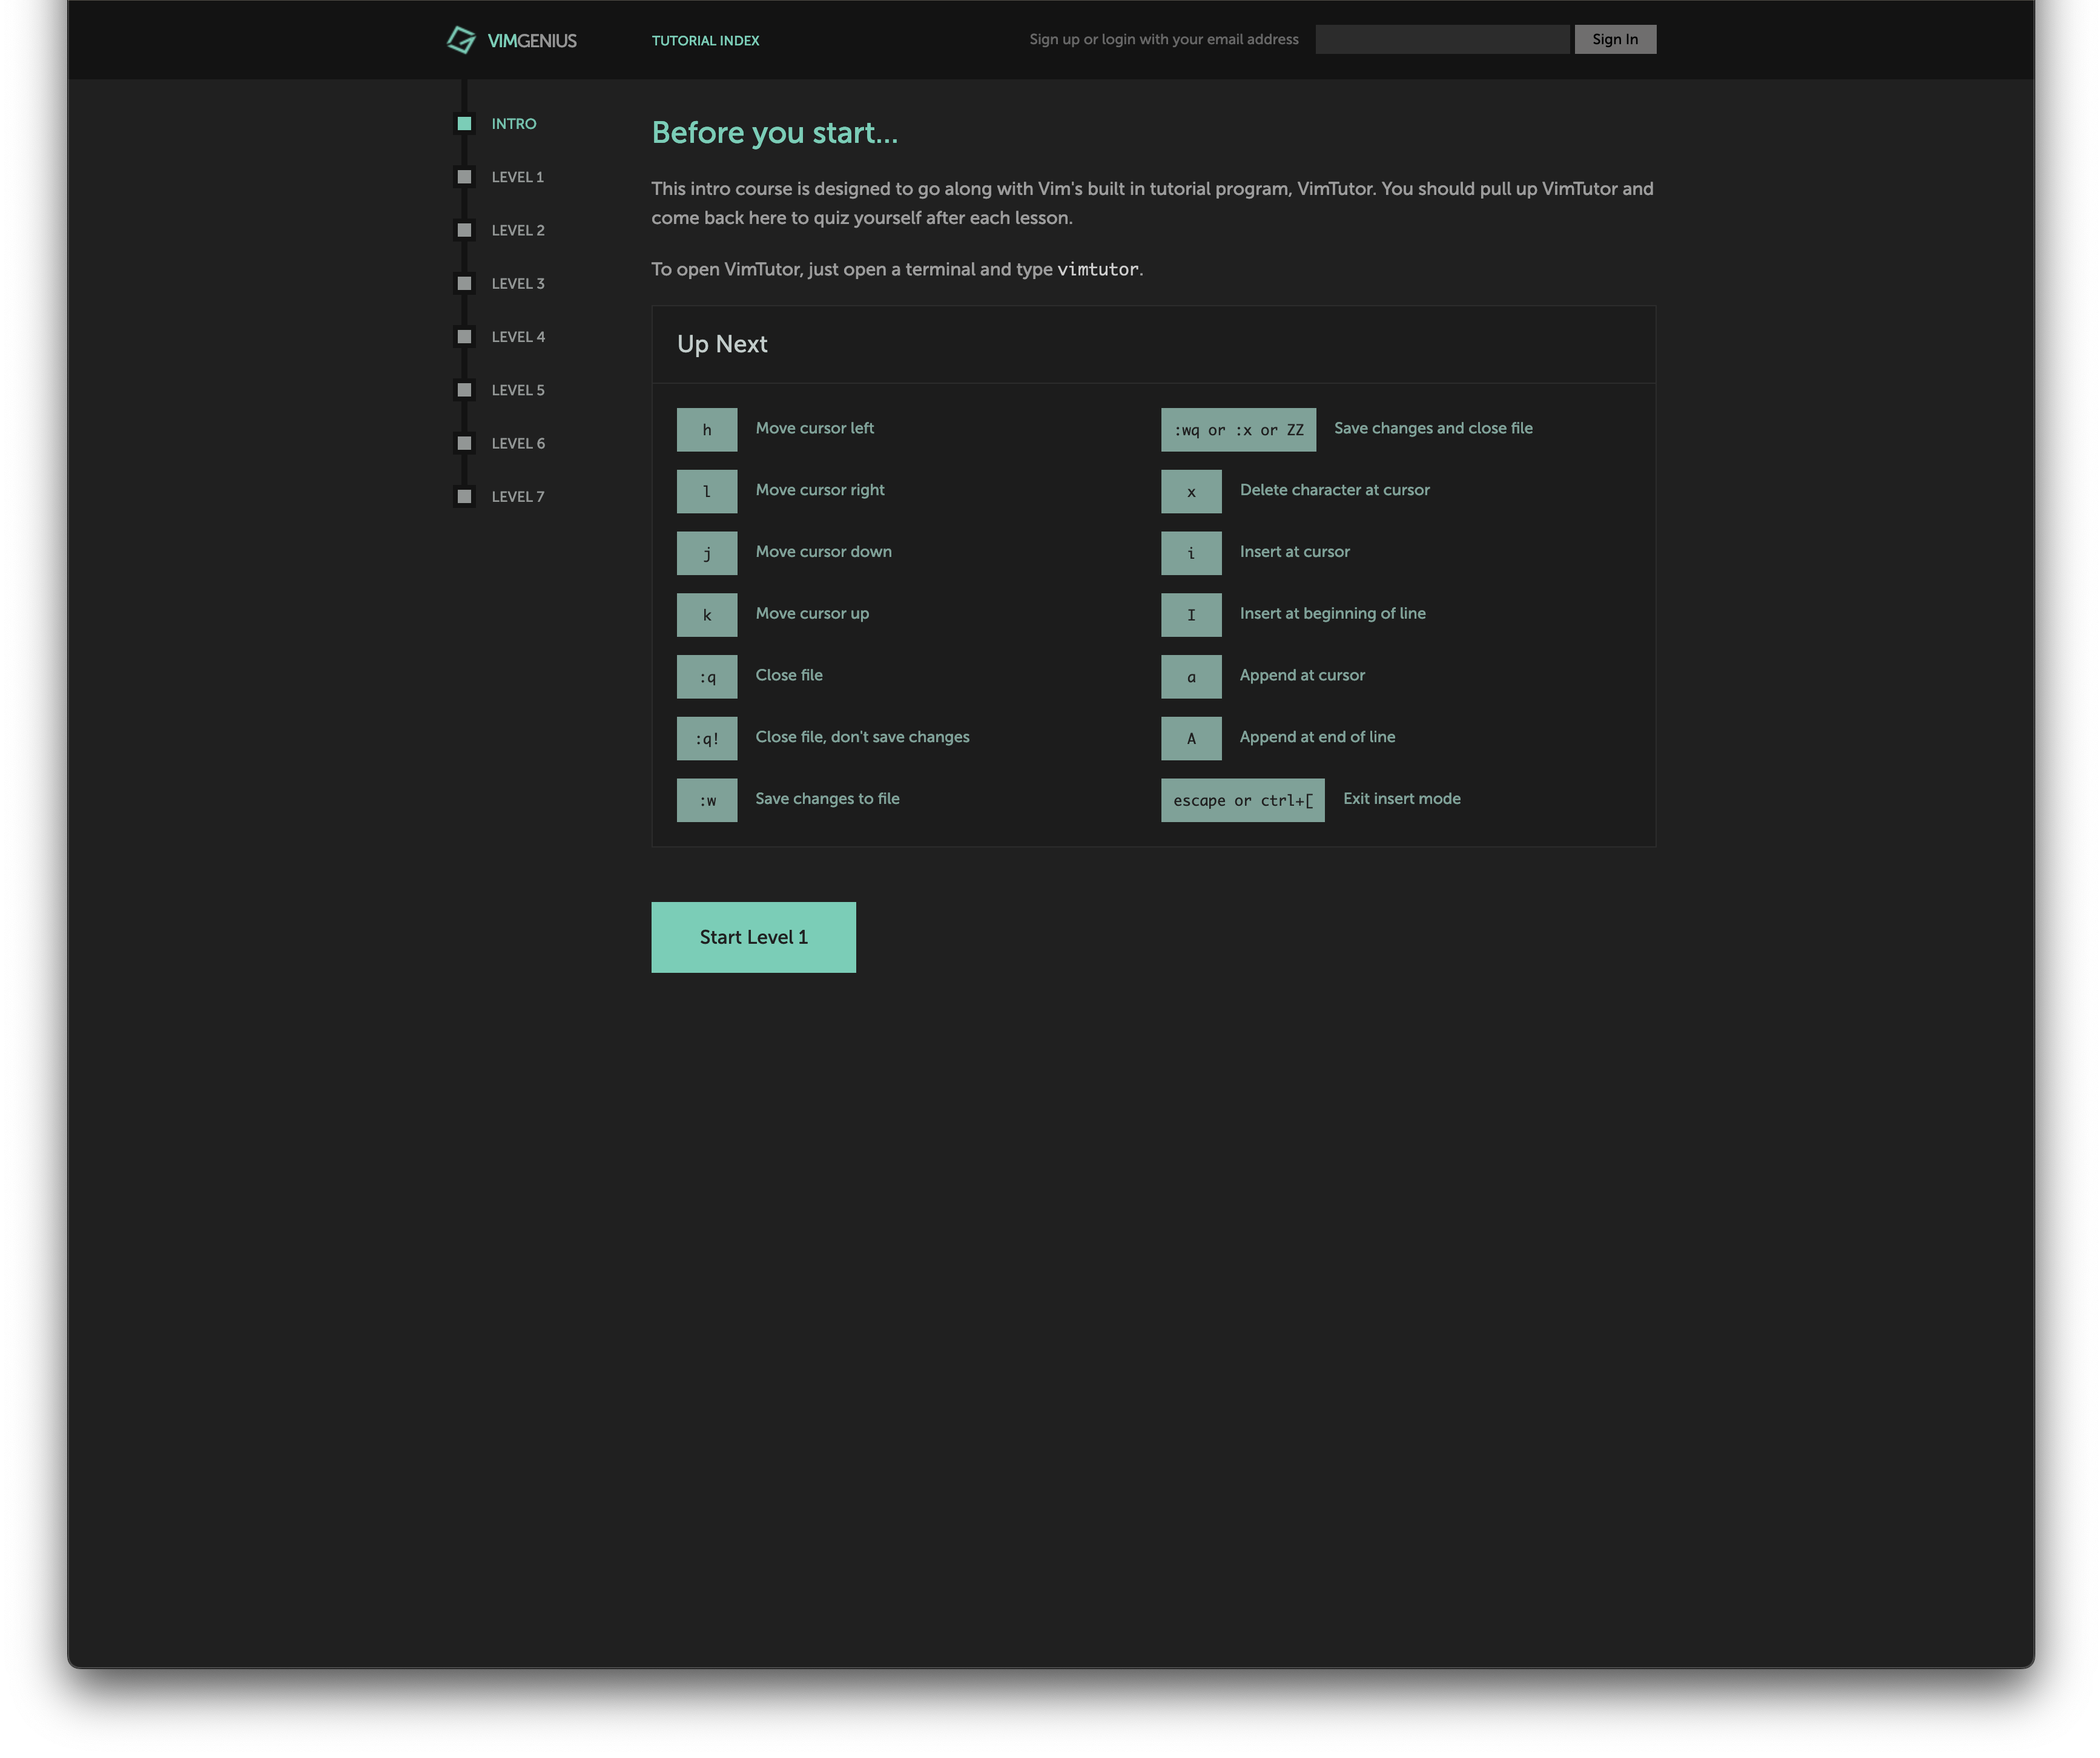 VIMGENIUS
TUTORIAL INDEX
Sign up or login with your email address
Sign In
INTRO
LEVEL 1
LEVEL 2
LEVEL 3
LEVEL 4
LEVEL 5
LEVEL 6
LEVEL 7
Before you start...
This intro course is designed to go along with Vim's built in tutorial program, VimTutor. You should pull up VimTutor and
come back here to quiz yourself after each lesson.
To open VimTutor, just open a terminal and type vimtutor.
Up Next
h Move cursor left
l Move cursor right
j Move cursor down
k Move cursor up
:q Close file
:q! Close file, don't save changes
:w Save changes to file
:wq or :x or ZZ Save changes and close file
x Delete character at cursor
i Insert at cursor
I Insert at beginning of line
a Append at cursor
A Append at end of line
escape or ctrl+[ Exit insert mode
Start Level 1